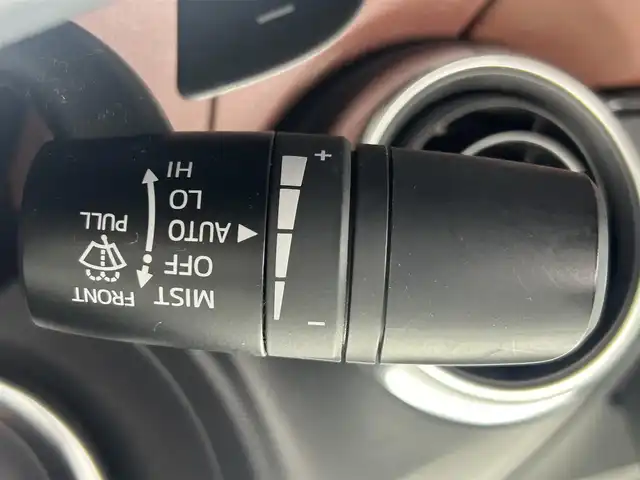 MIST
OFF
AUTO
LO
HI
FRONT
PULL
−
+